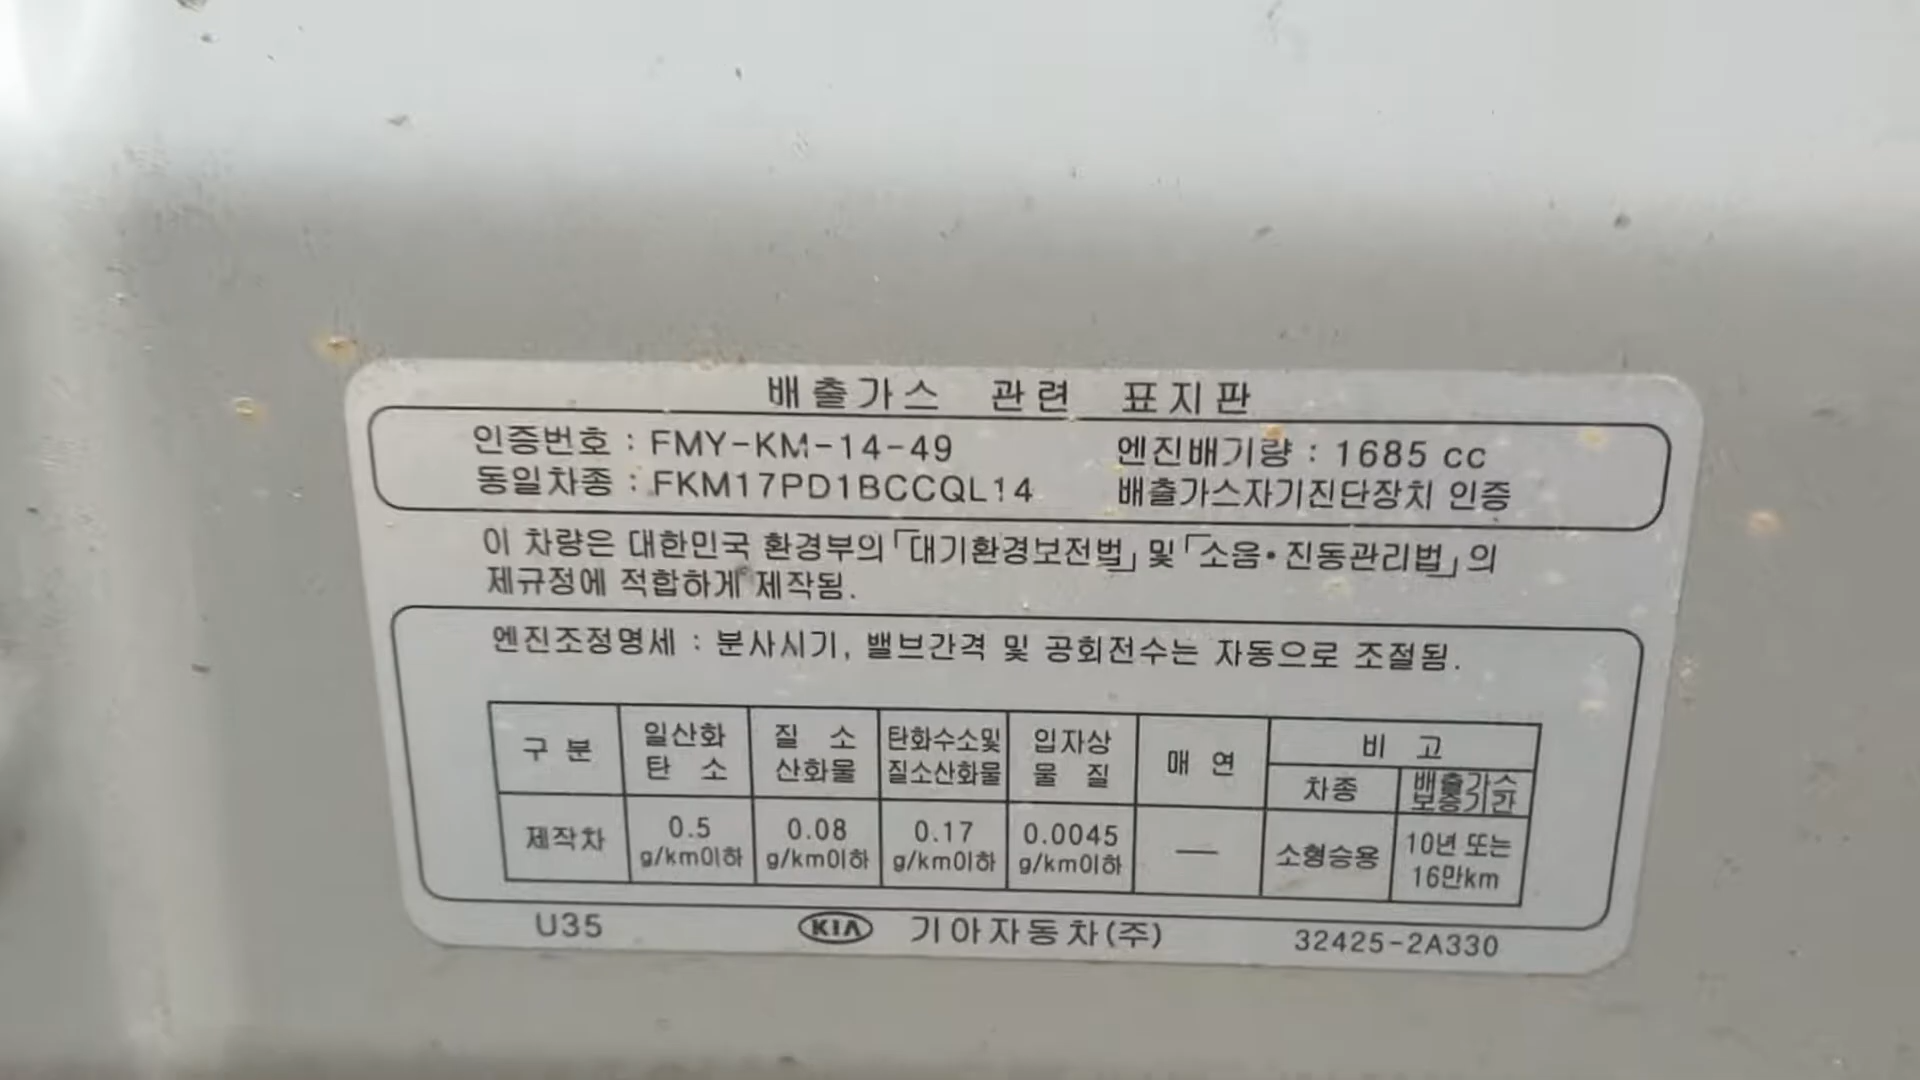 배출가스 관련 표지판
인증번호 : FMY-KM-14-49 엔진배기량 : 1685 cc
동일차종 : FKM17PD1BCCQL14 배출가스자기진단장치 인증
이 차량은 대한민국 환경부의「대기환경보전법」및「소음•진동관리법」의
제규정에 적합하게 제작됨.
엔진조정명세 : 분사시기, 밸브간격 및 공회전수는 자동으로 조절됨.
구 분 일산화 탄 소 질 소 산화물 탄화수소및 질소산화물 입자상 물 질 매 연 비 고
차종 배출가스 보증기간
제작차 0.5 g/km이하 0.08 g/km이하 0.17 g/km이하 0.0045 g/km이하 — 소형승용 10년 또는 16만km
U35 KIA 기아자동차(주) 32425-2A330